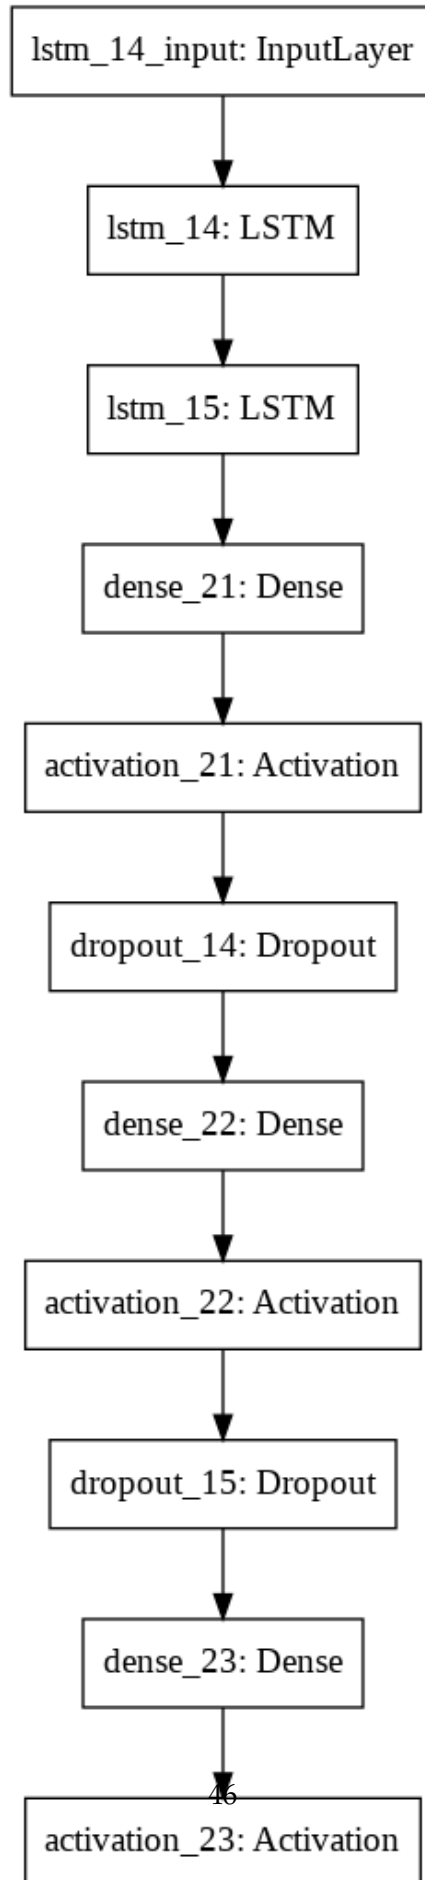 lstm_14_input: InputLayer
lstm_14: LSTM
lstm_15: LSTM
dense_21: Dense
activation_21: Activation
dropout_14: Dropout
dense_22: Dense
activation_22: Activation
dropout_15: Dropout
dense_23: Dense
46
activation_23: Activation